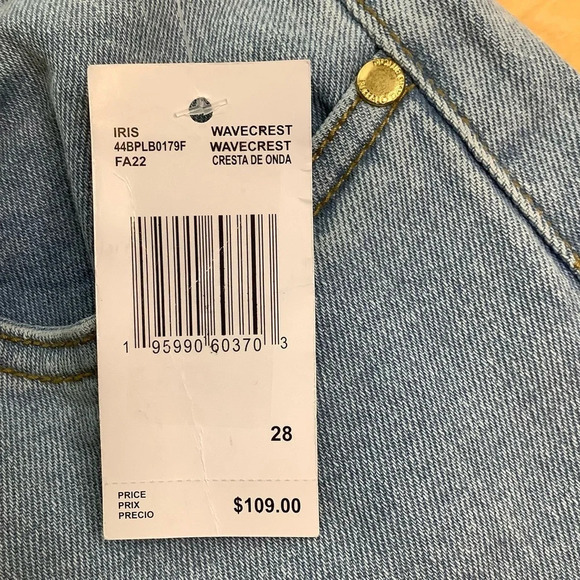 IRIS WAVECREST
44BPLB0179F WAVECREST
FA22 CRESTA DE ONDA
1 95990 60370 3
28
PRICE
PRIX $109.00
PRECIO